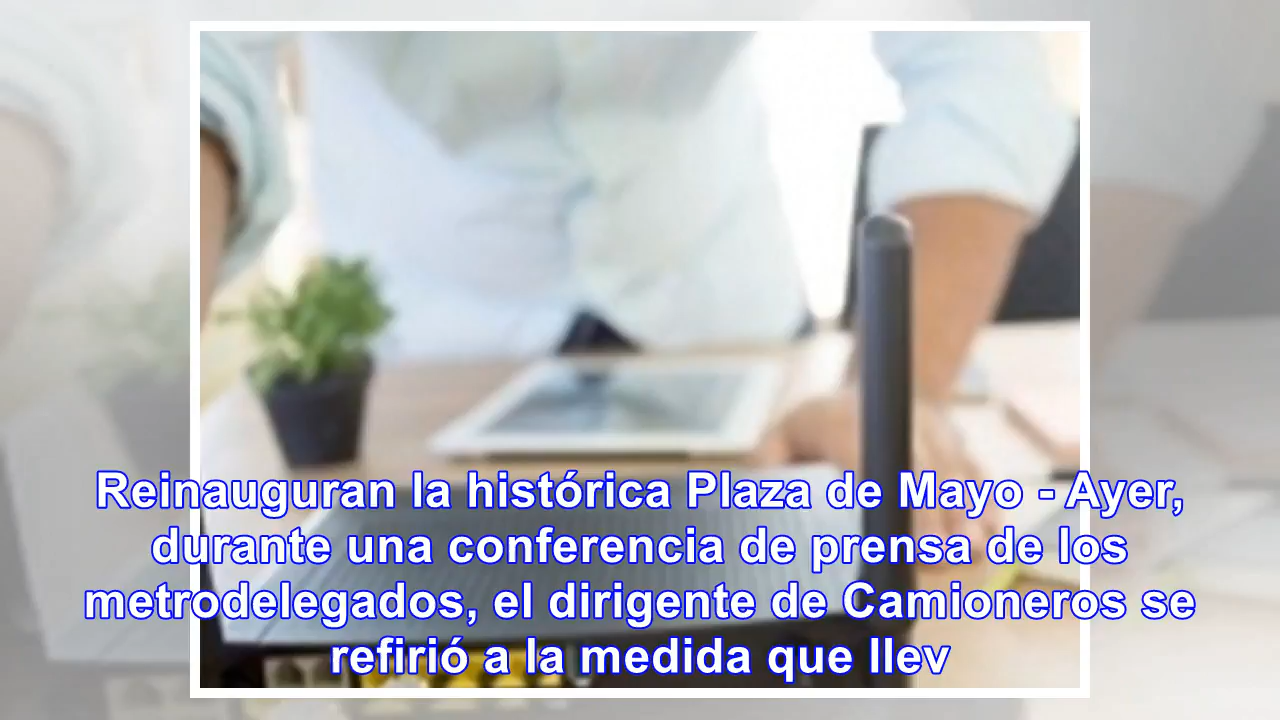 Reinauguran la histórica Plaza de Mayo - Ayer,
durante una conferencia de prensa de los
metrodelegados, el dirigente de Camioneros se
refirió a la medida que llev